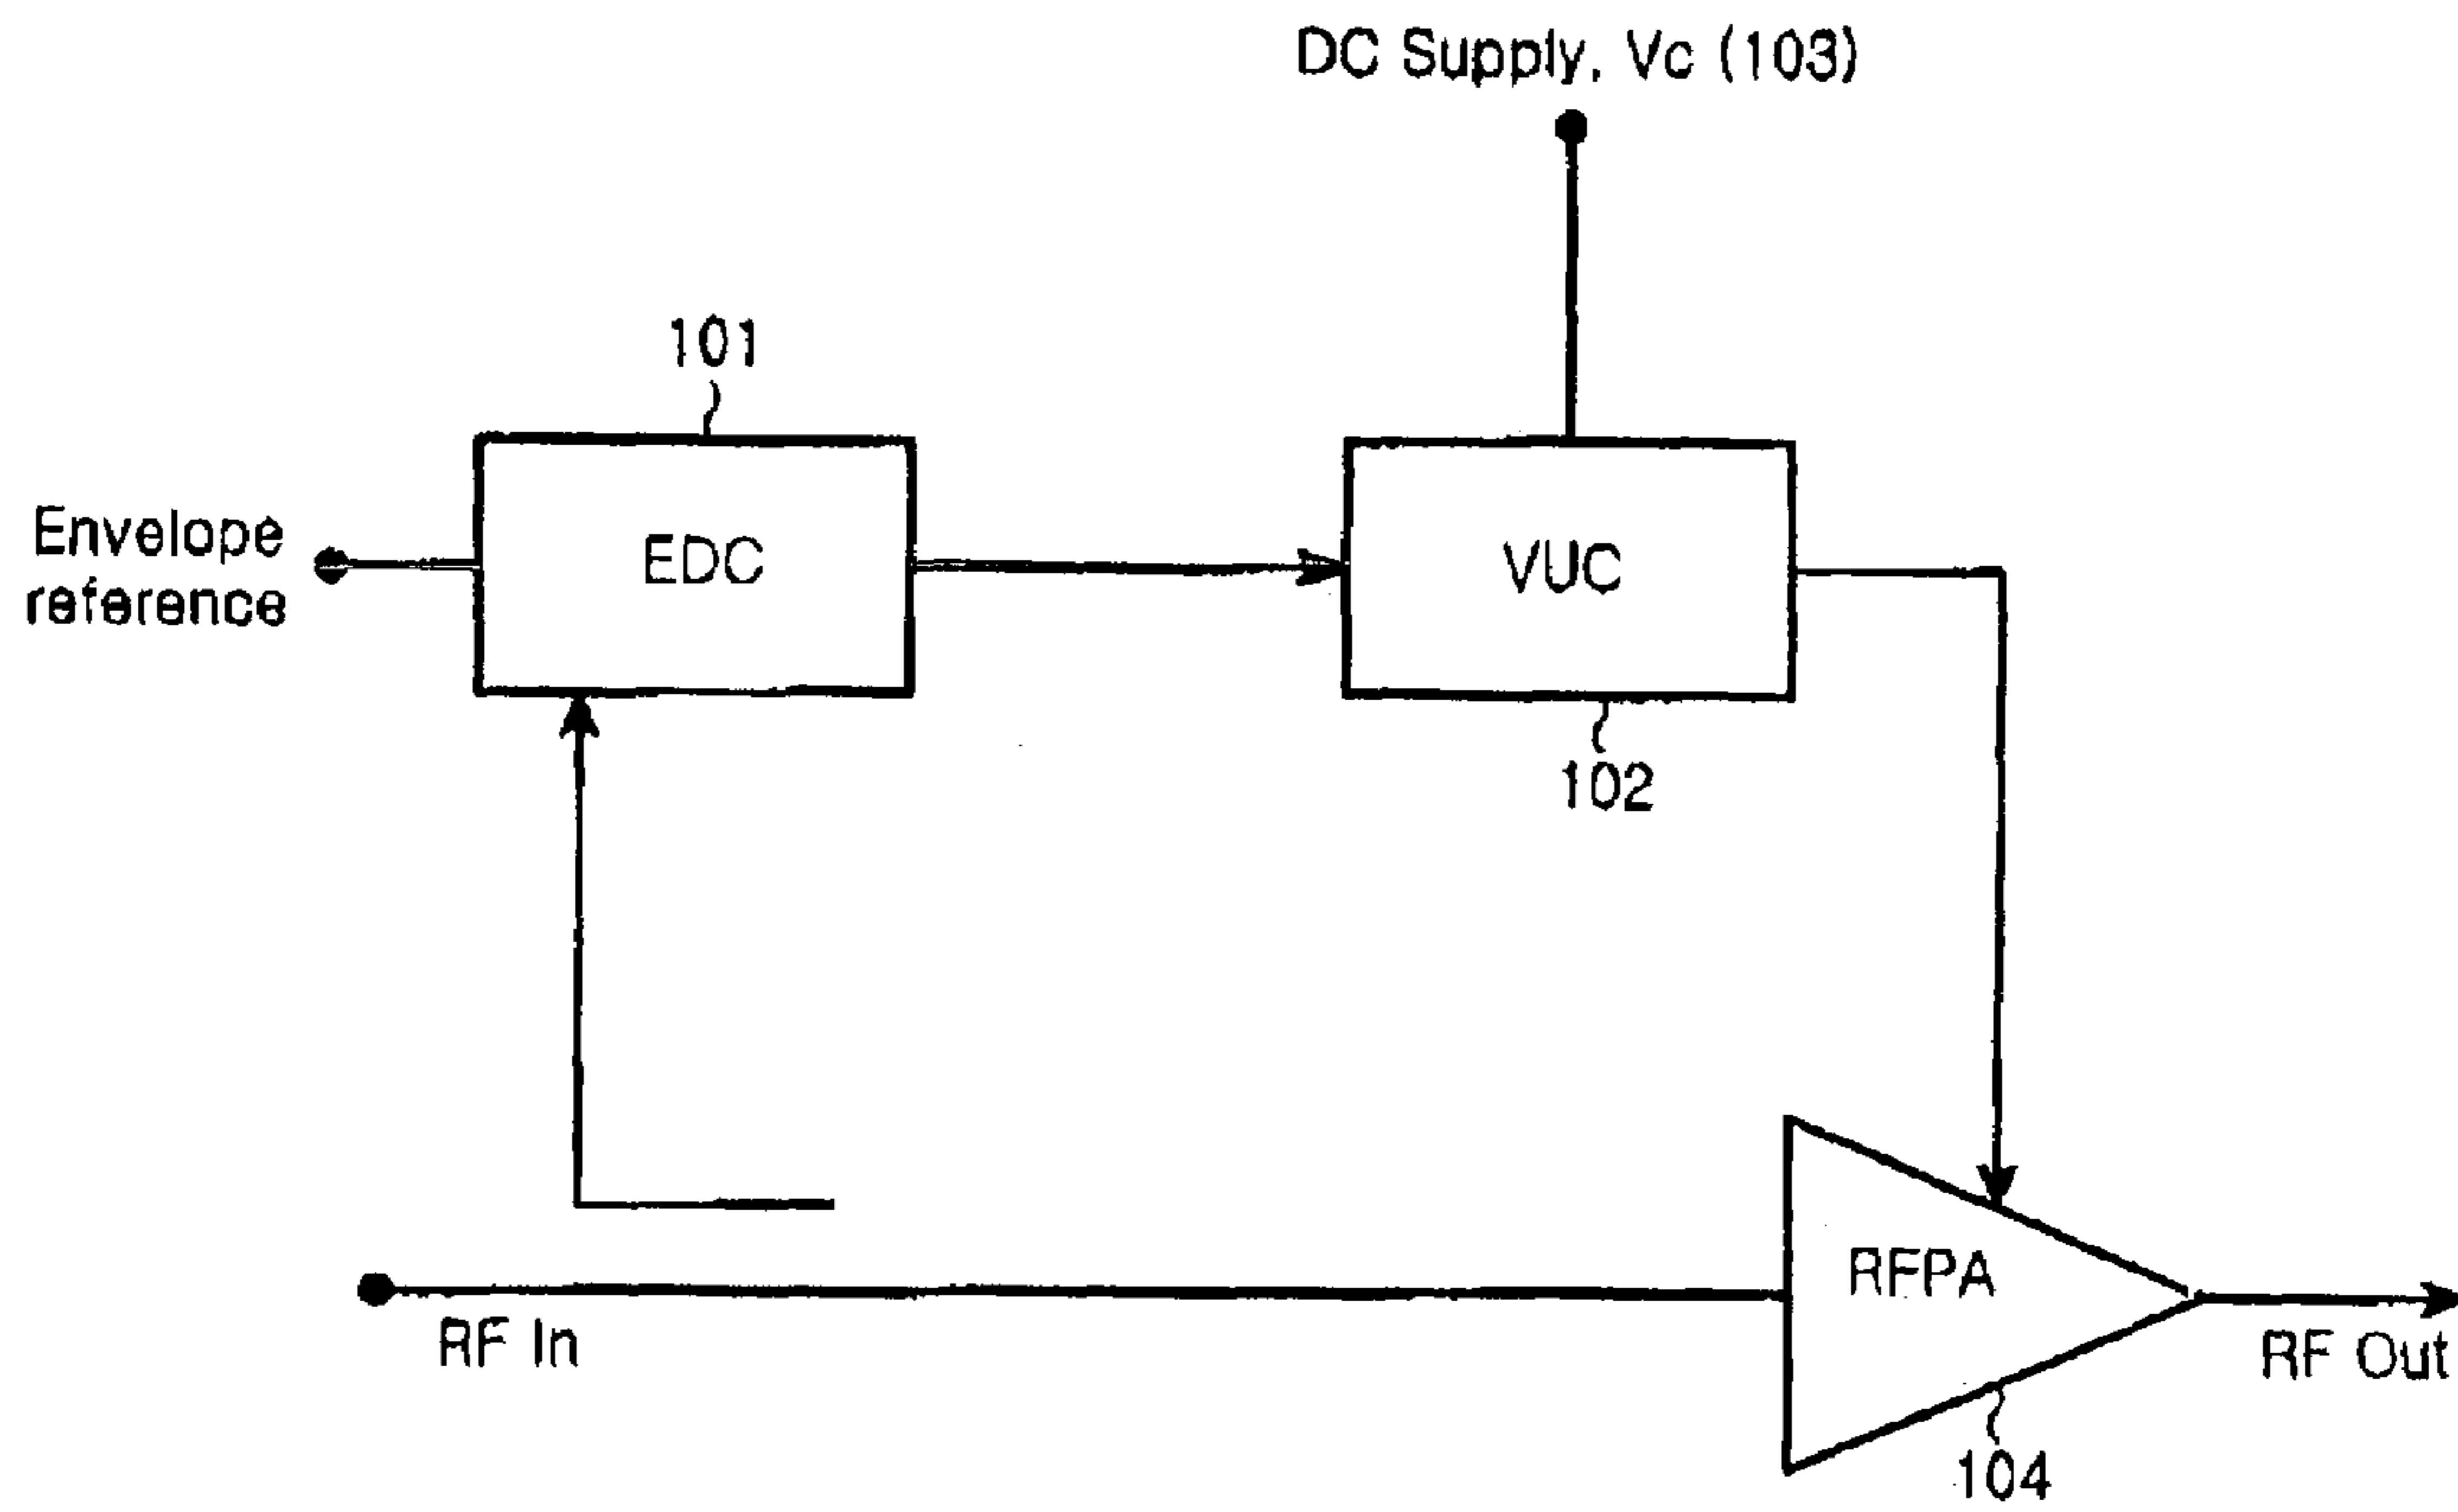 DC Supply, Vc (103)
101
Envelope
reference
EDC
VUC
102
RFPA
RF In
RF Out
104